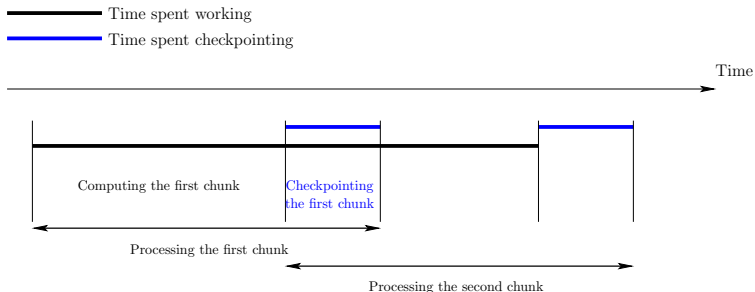 Time spent working
Time spent checkpointing
Time
Computing the first chunk
Checkpointing
the first chunk
Processing the first chunk
Processing the second chunk